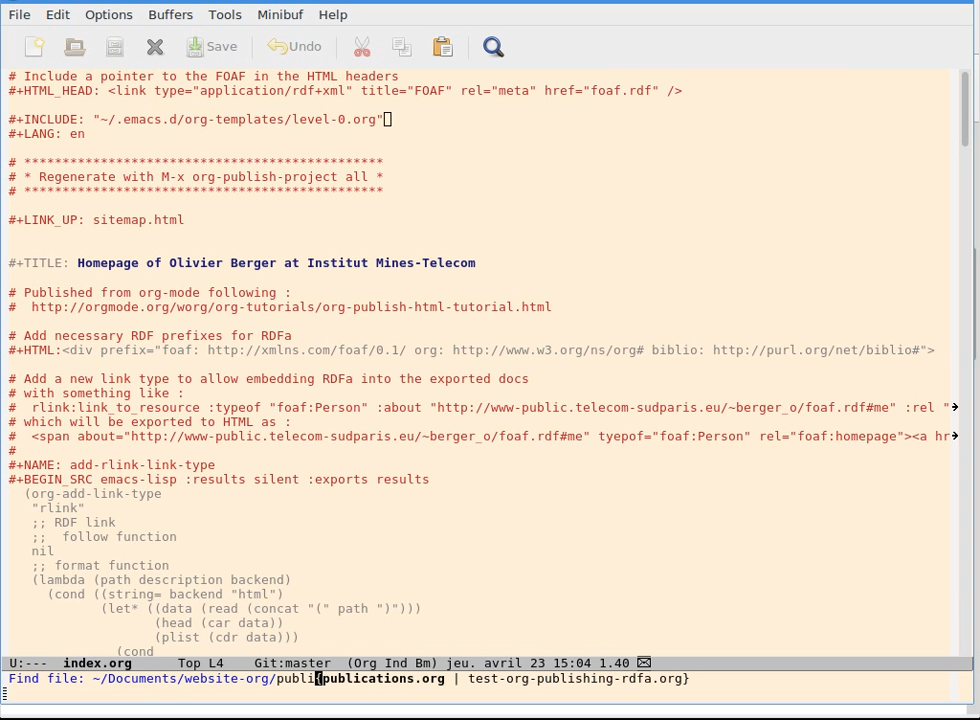 File Edit Options Buffers Tools Minibuf Help
Save Undo
# Include a pointer to the FOAF in the HTML headers
#+HTML_HEAD: <link type="application/rdf+xml" title="FOAF" rel="meta" href="foaf.rdf" />
#+INCLUDE: "~/.emacs.d/org-templates/level-0.org"
#+LANG: en
# ***********************************************
# * Regenerate with M-x org-publish-project all *
# ***********************************************
#+LINK_UP: sitemap.html
#+TITLE: Homepage of Olivier Berger at Institut Mines-Telecom
# Published from org-mode following :
#  http://orgmode.org/worg/org-tutorials/org-publish-html-tutorial.html
# Add necessary RDF prefixes for RDFa
#+HTML:<div prefix="foaf: http://xmlns.com/foaf/0.1/ org: http://www.w3.org/ns/org# biblio: http://purl.org/net/biblio#">
# Add a new link type to allow embedding RDFa into the exported docs
# with something like :
#  rlink:link_to_resource :typeof "foaf:Person" :about "http://www-public.telecom-sudparis.eu/~berger_o/foaf.rdf#me" :rel "
# which will be exported to HTML as :
#  <span about="http://www-public.telecom-sudparis.eu/~berger_o/foaf.rdf#me" typeof="foaf:Person" rel="foaf:homepage"><a hr
#
#+NAME: add-rlink-link-type
#+BEGIN_SRC emacs-lisp :results silent :exports results
  (org-add-link-type
   "rlink"
   ;; RDF link
   ;;  follow function
   nil
   ;; format function
   (lambda (path description backend)
     (cond ((string= backend "html")
            (let* ((data (read (concat "(" path ")")))
                   (head (car data))
                   (plist (cdr data)))
              (cond
U:---  index.org      Top L4    Git:master  (Org Ind Bm) jeu. avril 23 15:04 1.40
Find file: ~/Documents/website-org/publi{publications.org | test-org-publishing-rdfa.org}